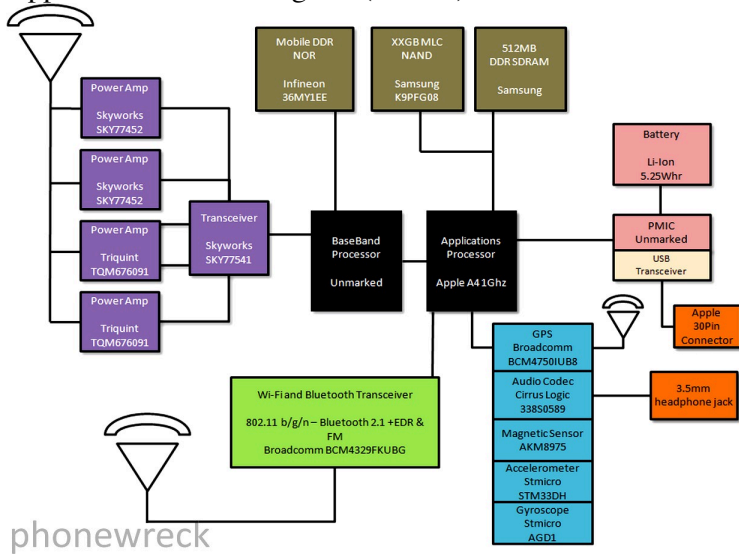 Mobile DDR
NOR
Infineon
36MY1EE
XXGB MLC
NAND
Samsung
K9PFG08
512MB
DDR SDRAM
Samsung
Power Amp
Skyworks
SKY77452
Power Amp
Skyworks
SKY77452
Power Amp
Triquint
TQM676091
Power Amp
Triquint
TQM676091
Transceiver
Skyworks
SKY77541
BaseBand
Processor
Unmarked
Applications
Processor
Apple A4 1Ghz
Battery
Li-Ion
5.25Whr
PMIC
Unmarked
USB
Transceiver
Apple
30Pin
Connector
GPS
Broadcomm
BCM4750IUB8
Audio Codec
Cirrus Logic
338S0589
Magnetic Sensor
AKM8975
Accelerometer
Stmicro
STM33DH
Gyroscope
Stmicro
AGD1
3.5mm
headphone jack
Wi-Fi and Bluetooth Transceiver
802.11 b/g/n – Bluetooth 2.1 +EDR &
FM
Broadcomm BCM4329FKUBG
phonewreck